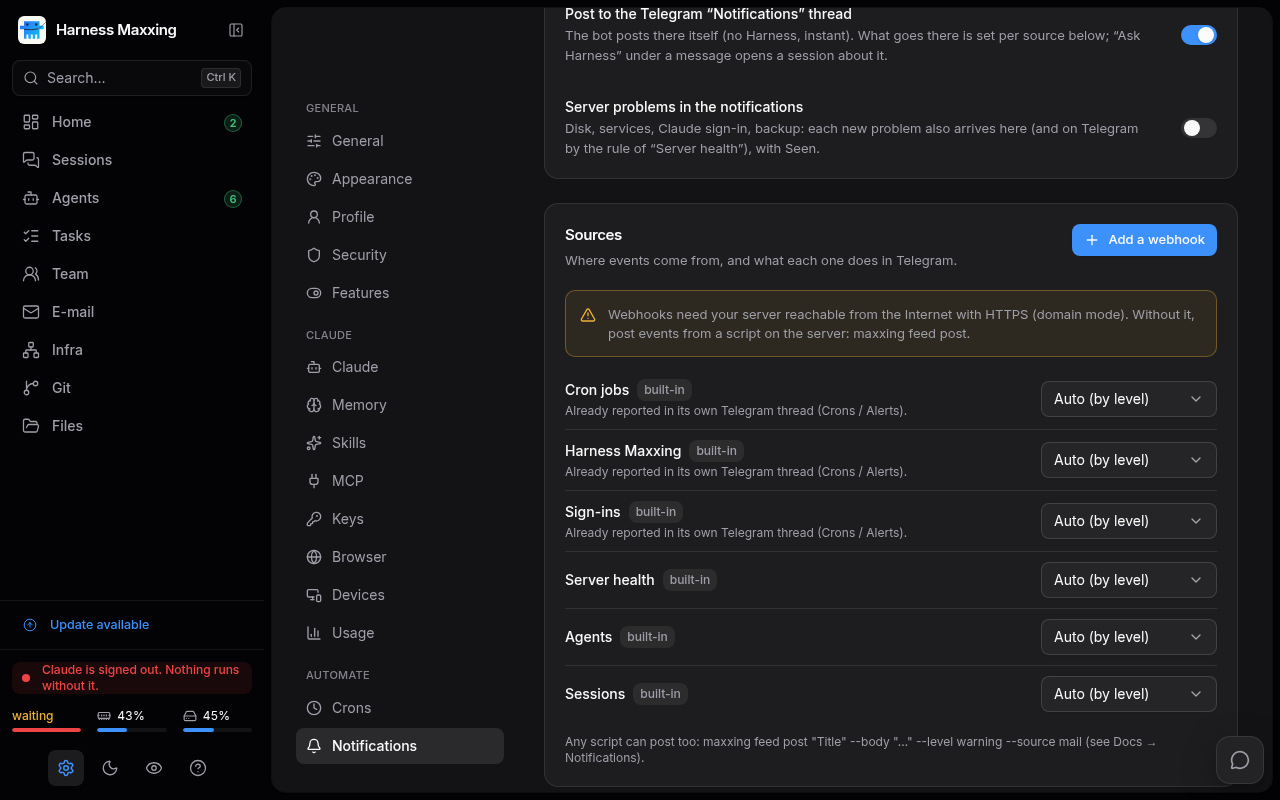 Harness Maxxing
Search...
Ctrl K
Home
2
Sessions
Agents
6
Tasks
Team
E-mail
Infra
Git
Files
Update available
Claude is signed out. Nothing runs
without it.
waiting
43%
45%
GENERAL
General
Appearance
Profile
Security
Features
CLAUDE
Claude
Memory
Skills
MCP
Keys
Browser
Devices
Usage
AUTOMATE
Crons
Notifications
Post to the Telegram “Notifications” thread
The bot posts there itself (no Harness, instant). What goes there is set per source below; “Ask
Harness” under a message opens a session about it.
Server problems in the notifications
Disk, services, Claude sign-in, backup: each new problem also arrives here (and on Telegram
by the rule of “Server health”), with Seen.
Sources
Where events come from, and what each one does in Telegram.
Add a webhook
Webhooks need your server reachable from the Internet with HTTPS (domain mode). Without it,
post events from a script on the server: maxxing feed post.
Cron jobs built-in
Already reported in its own Telegram thread (Crons / Alerts).
Auto (by level)
Harness Maxxing built-in
Already reported in its own Telegram thread (Crons / Alerts).
Auto (by level)
Sign-ins built-in
Already reported in its own Telegram thread (Crons / Alerts).
Auto (by level)
Server health built-in
Auto (by level)
Agents built-in
Auto (by level)
Sessions built-in
Auto (by level)
Any script can post too: maxxing feed post "Title" --body "..." --level warning --source mail (see Docs →
Notifications).